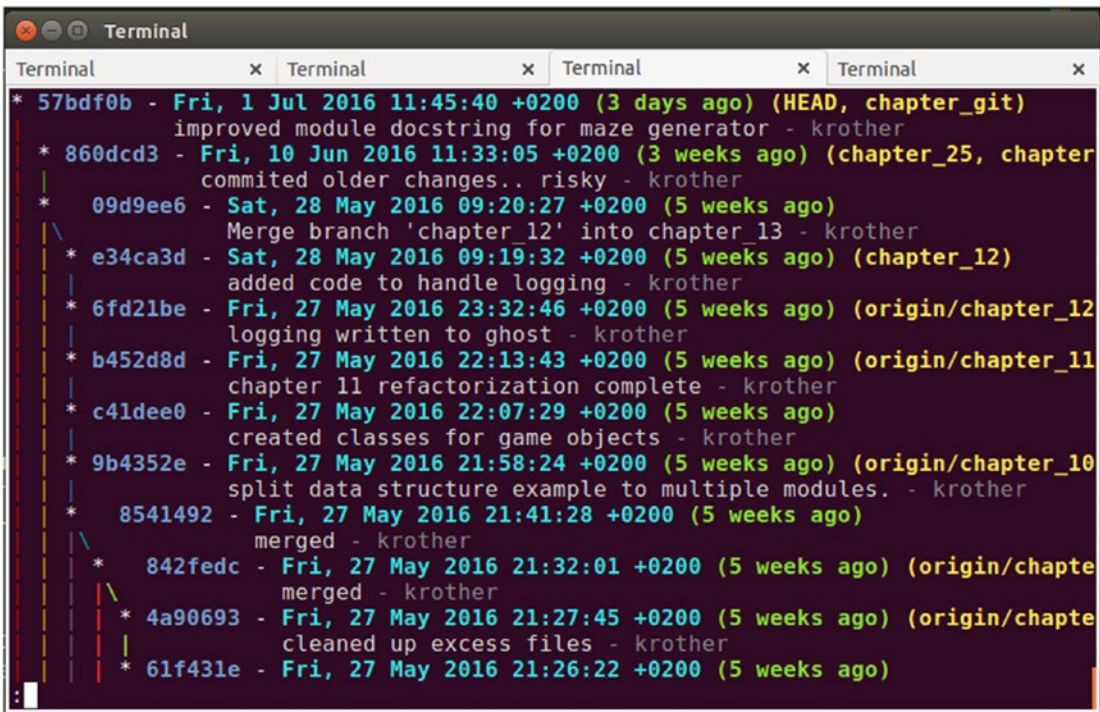 Terminal
Terminal × Terminal × Terminal × Terminal ×
* 57bdf0b - Fri, 1 Jul 2016 11:45:40 +0200 (3 days ago) (HEAD, chapter_git)
improved module docstring for maze generator - krother
* 860dcd3 - Fri, 10 Jun 2016 11:33:05 +0200 (3 weeks ago) (chapter_25, chapter
commited older changes.. risky - krother
* 09d9ee6 - Sat, 28 May 2016 09:20:27 +0200 (5 weeks ago)
Merge branch 'chapter_12' into chapter_13 - krother
* e34ca3d - Sat, 28 May 2016 09:19:32 +0200 (5 weeks ago) (chapter_12)
added code to handle logging - krother
* 6fd21be - Fri, 27 May 2016 23:32:46 +0200 (5 weeks ago) (origin/chapter_12
logging written to ghost - krother
* b452d8d - Fri, 27 May 2016 22:13:43 +0200 (5 weeks ago) (origin/chapter_11
chapter 11 refactorization complete - krother
* c41dee0 - Fri, 27 May 2016 22:07:29 +0200 (5 weeks ago)
created classes for game objects - krother
* 9b4352e - Fri, 27 May 2016 21:58:24 +0200 (5 weeks ago) (origin/chapter_10
split data structure example to multiple modules. - krother
* 8541492 - Fri, 27 May 2016 21:41:28 +0200 (5 weeks ago)
merged - krother
* 842fedc - Fri, 27 May 2016 21:32:01 +0200 (5 weeks ago) (origin/chapte
merged - krother
* 4a90693 - Fri, 27 May 2016 21:27:45 +0200 (5 weeks ago) (origin/chapte
cleaned up excess files - krother
* 61f431e - Fri, 27 May 2016 21:26:22 +0200 (5 weeks ago)
: